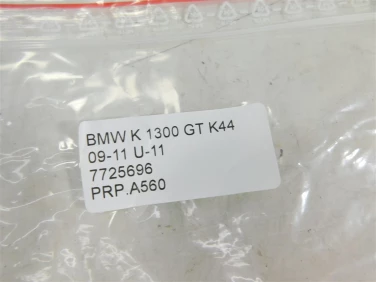 BMW K 1300 GT K44
09-11 U-11
7725696
PRP.A560